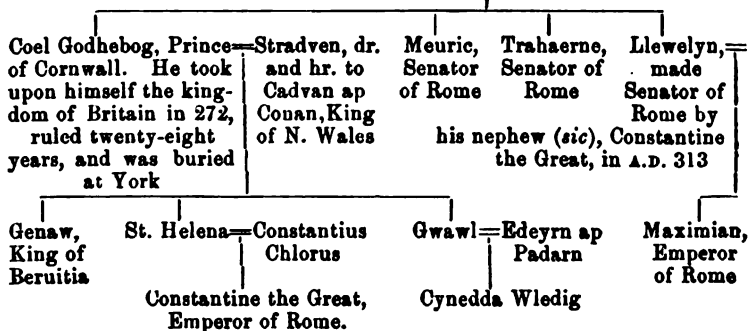 Coel Godhebog, Prince=Stradven, dr.
of Cornwall. He took and hr. to
upon himself the king- Cadvan ap
dom of Britain in 272, Conan, King
ruled twenty-eight of N. Wales
years, and was buried
at York
Meuric,
Senator
of Rome
Trahaerne,
Senator of
Rome
Llewelyn,=
made
Senator of
Rome by
his nephew (sic), Constantine
the Great, in A.D. 313
Genaw,
King of
Beruitia
St. Helena=Constantius
Chlorus
Gwawl=Edeyrn ap
Padarn
Maximian,
Emperor
of Rome
Constantine the Great,
Emperor of Rome.
Cynedda Wledig